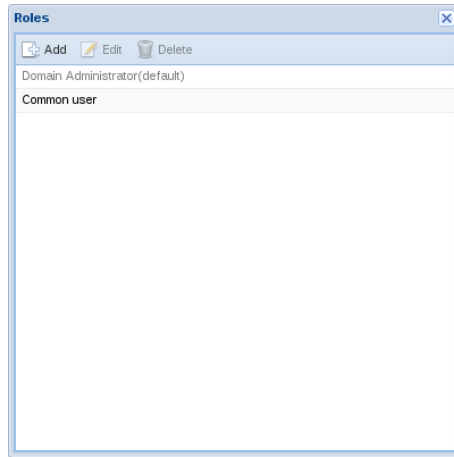 Roles
Add Edit Delete
Domain Administrator(default)
Common user